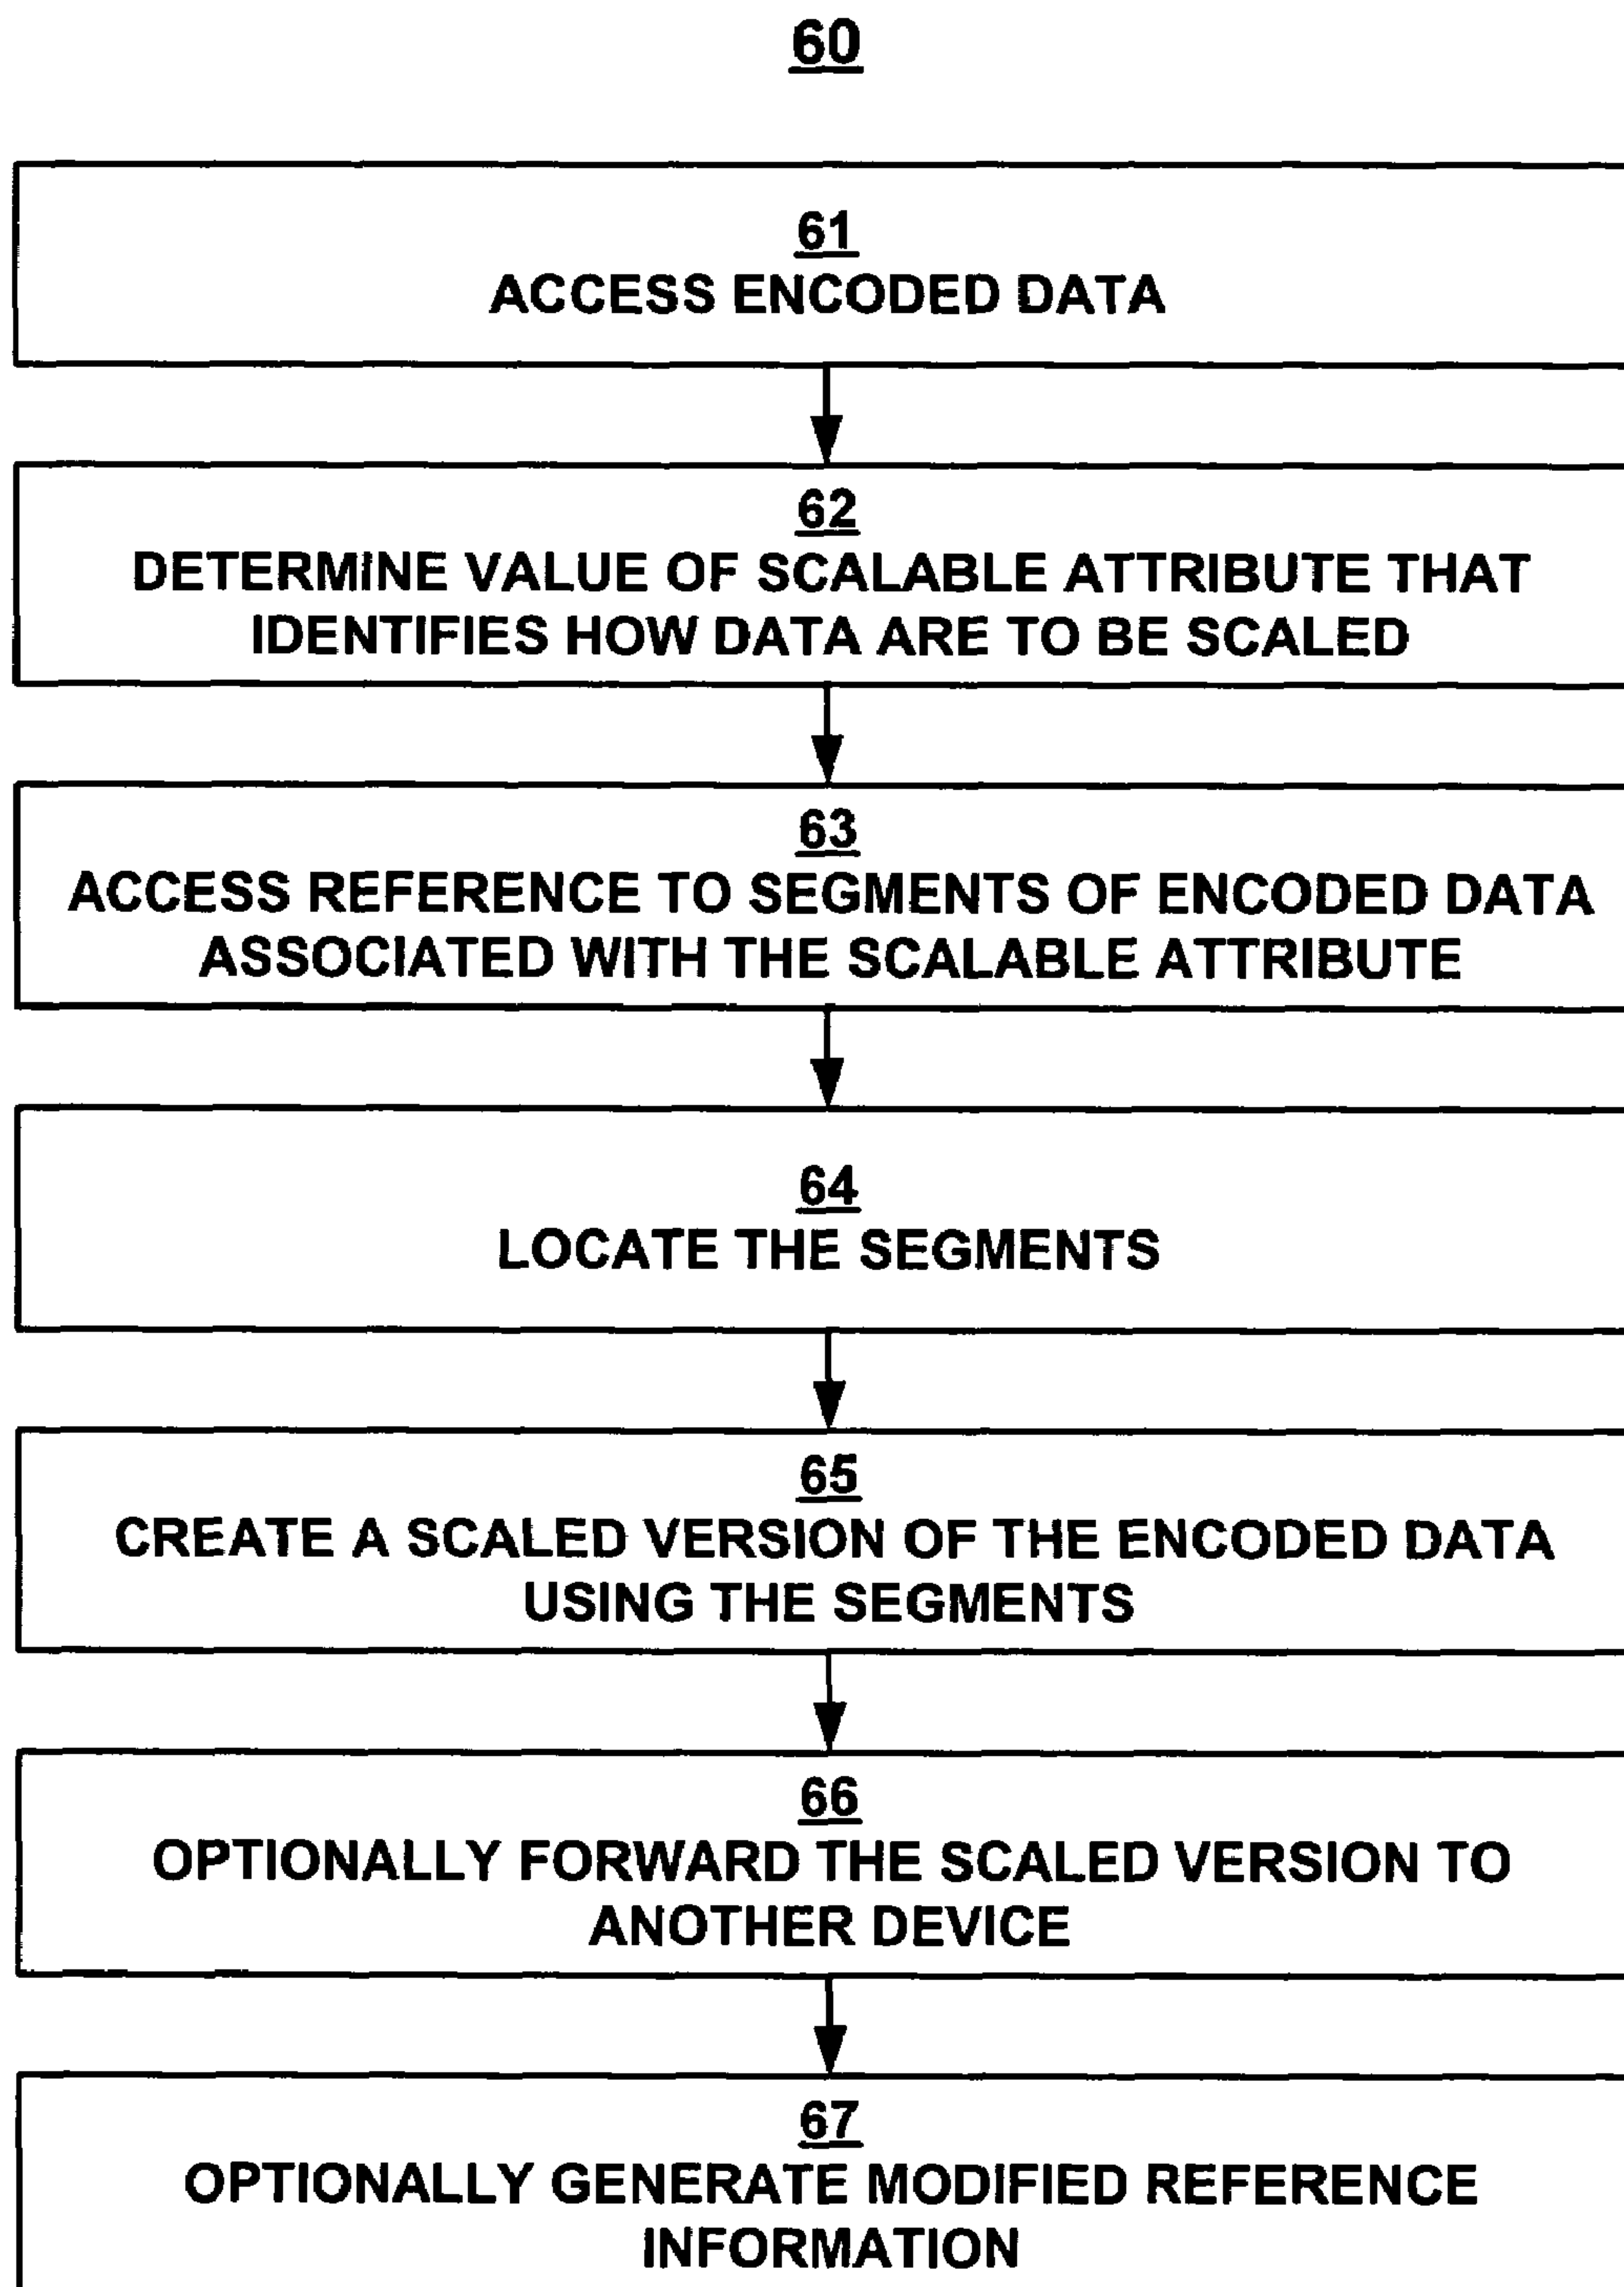 60
61
ACCESS ENCODED DATA
62
DETERMINE VALUE OF SCALABLE ATTRIBUTE THAT
IDENTIFIES HOW DATA ARE TO BE SCALED
63
ACCESS REFERENCE TO SEGMENTS OF ENCODED DATA
ASSOCIATED WITH THE SCALABLE ATTRIBUTE
64
LOCATE THE SEGMENTS
65
CREATE A SCALED VERSION OF THE ENCODED DATA
USING THE SEGMENTS
66
OPTIONALLY FORWARD THE SCALED VERSION TO
ANOTHER DEVICE
67
OPTIONALLY GENERATE MODIFIED REFERENCE
INFORMATION